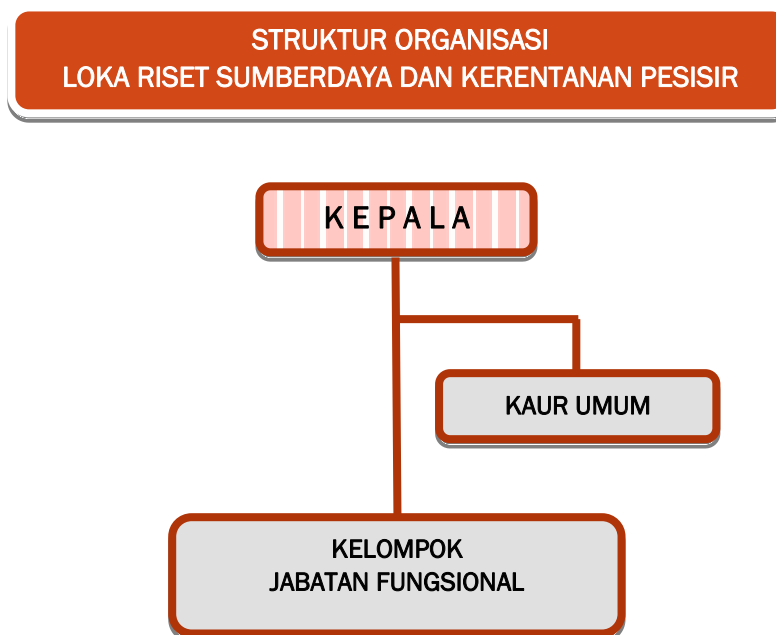 STRUKTUR ORGANISASI
LOKA RISET SUMBERDAYA DAN KERENTANAN PESISIR
K E P A L A
KAUR UMUM
KELOMPOK
JABATAN FUNGSIONAL